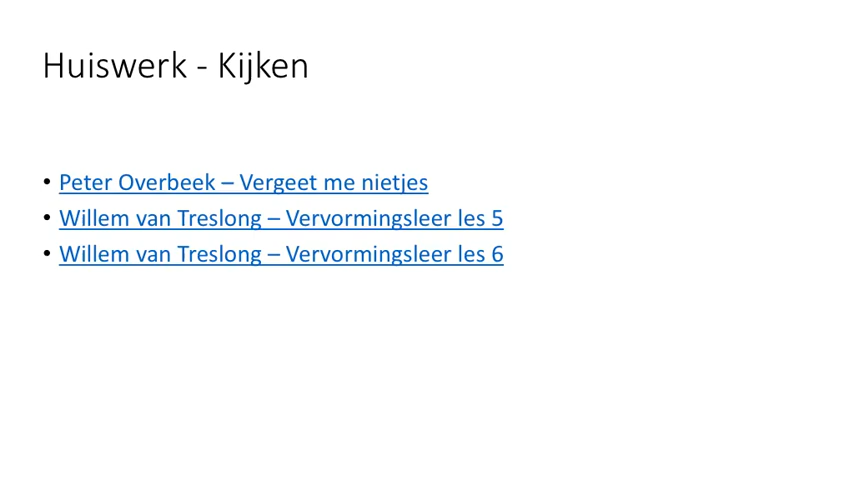 Huiswerk - Kijken
• Peter Overbeek – Vergeet me nietjes
• Willem van Treslong – Vervormingsleer les 5
• Willem van Treslong – Vervormingsleer les 6